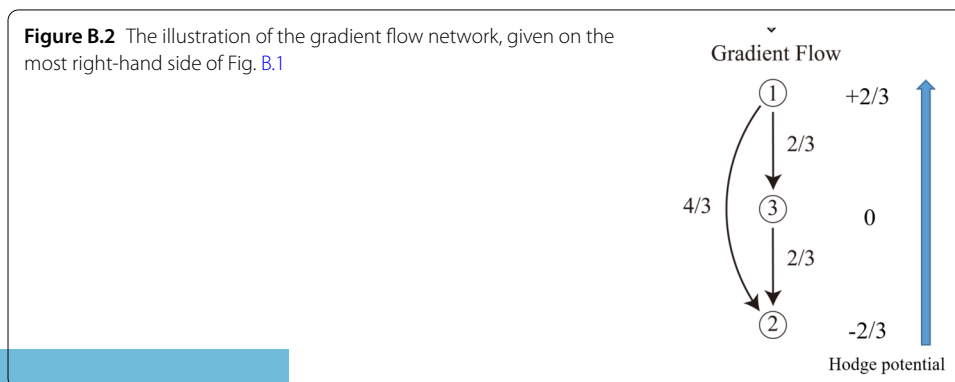 Figure B.2 The illustration of the gradient flow network, given on the
most right-hand side of Fig. B.1
Gradient Flow
1
+2/3
2/3
4/3
3
0
2/3
2
-2/3
Hodge potential